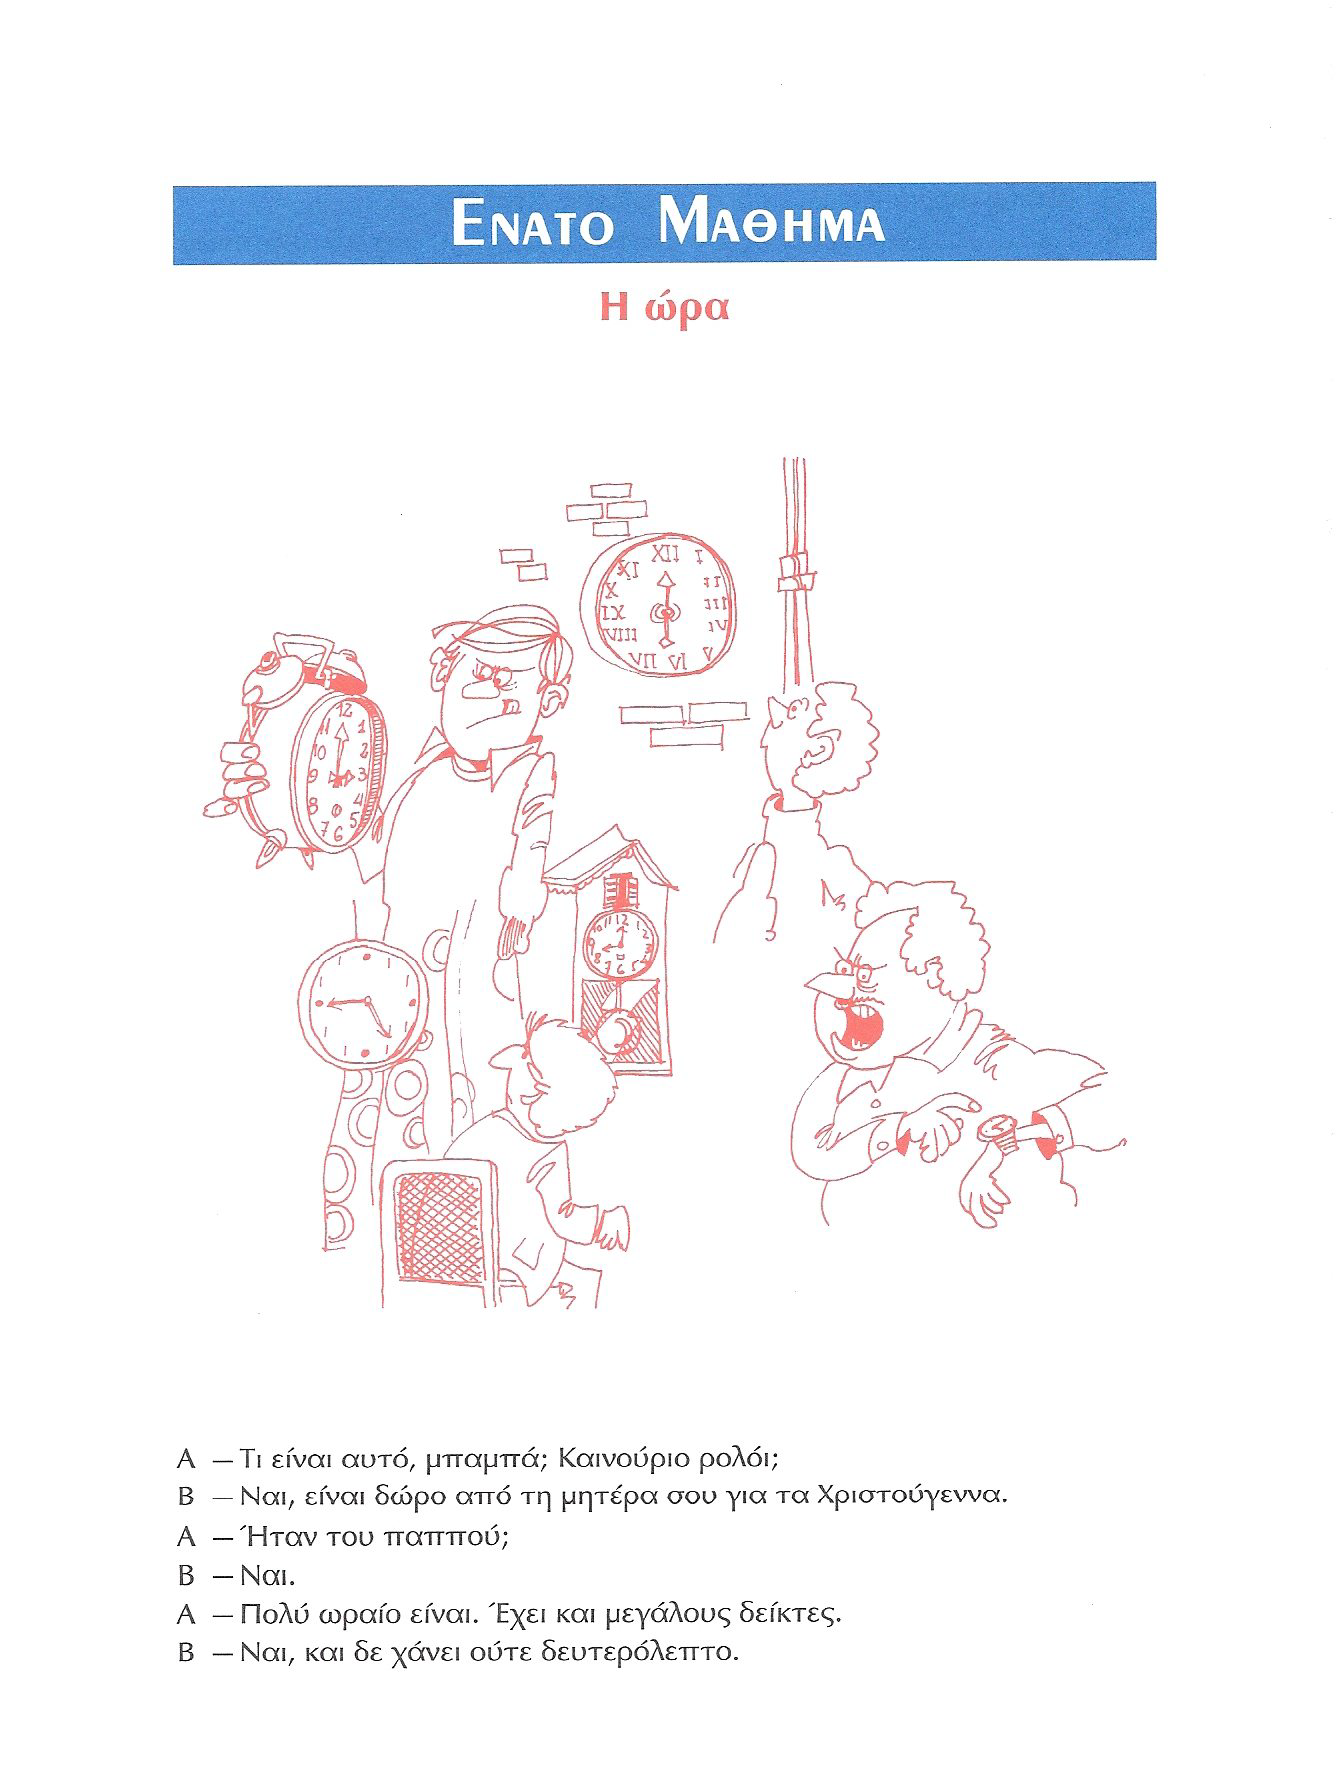 ΕΝΑΤΟ ΜΑΘΗΜΑ
Η ώρα
XII I II III IV V VI VII VIII IX X XI
12 1 2 3 4 5 6 7 8 9 10 11
12 1 2 3 4 5 6 7 8 9 10 11
Α – Τι είναι αυτό, μπαμπά; Καινούριο ρολόι;
Β – Ναι, είναι δώρο από τη μητέρα σου για τα Χριστούγεννα.
Α – Ήταν του παππού;
Β – Ναι.
Α – Πολύ ωραίο είναι. Έχει και μεγάλους δείκτες.
Β – Ναι, και δε χάνει ούτε δευτερόλεπτο.